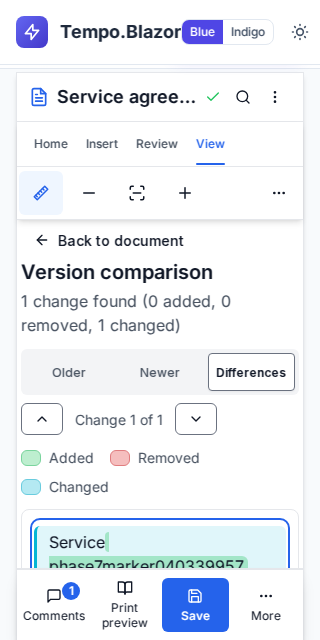 Tempo.Blazor
Blue
Indigo
Service agree...
Home
Insert
Review
View
Back to document
Version comparison
1 change found (0 added, 0
removed, 1 changed)
Older
Newer
Differences
Change 1 of 1
Added
Removed
Changed
Service
phase7marker040339957
Comments
1
Print
preview
Save
More